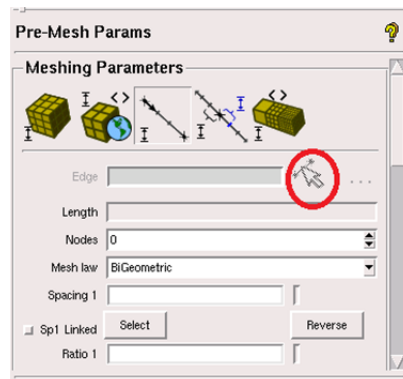 Pre-Mesh Params
Meshing Parameters
Edge
Length
Nodes 0
Mesh law BiGeometric
Spacing 1
Sp1 Linked Select Reverse
Ratio 1